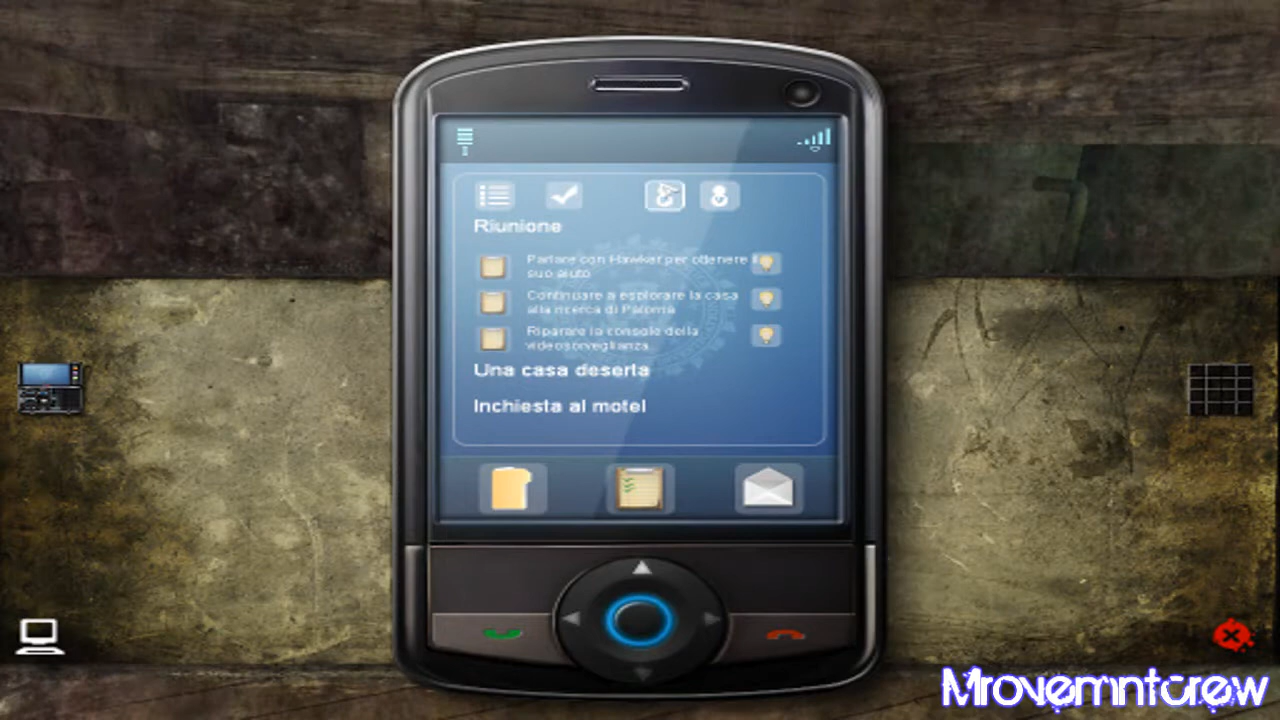 Riunione
Parlare con Hawker per ottenere il
suo aiuto
Continuare a esplorare la casa
alla ricerca di Paloma
Riparare la console della
videosorveglianza
Una casa deserta
Inchiesta al motel
Mrovemntcrew